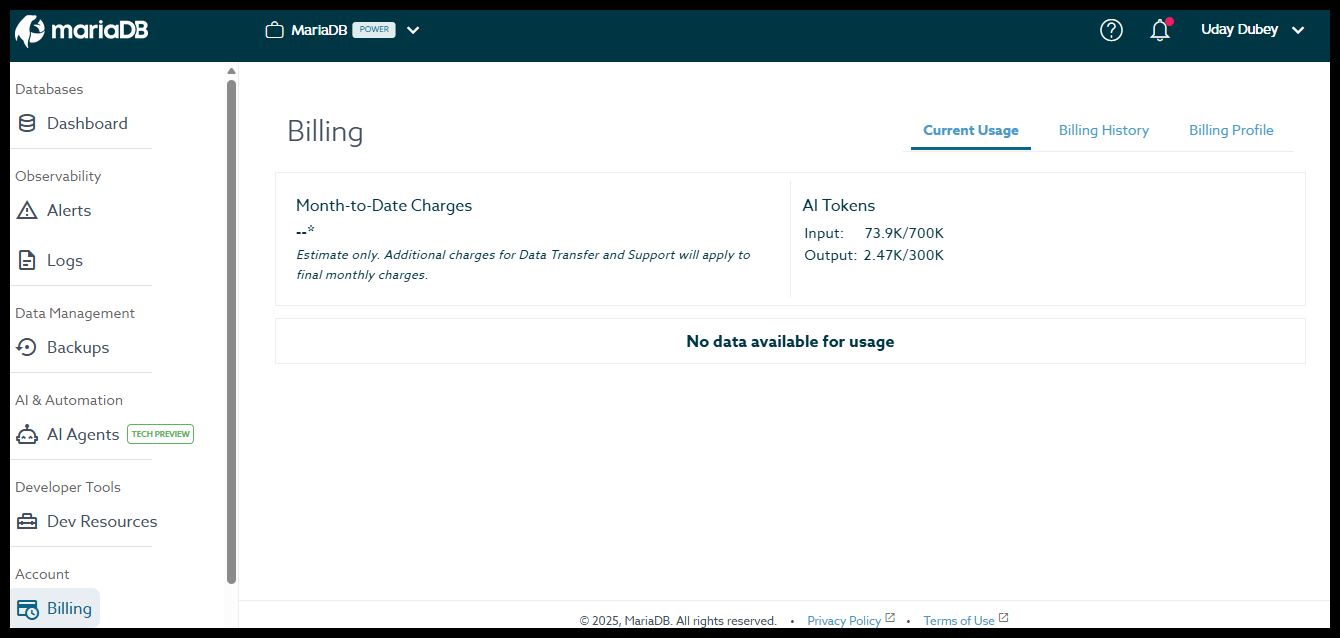 mariaDB
MariaDB POWER
Uday Dubey
Databases
Dashboard
Observability
Alerts
Logs
Data Management
Backups
AI & Automation
AI Agents TECH PREVIEW
Developer Tools
Dev Resources
Account
Billing
Billing
Current Usage Billing History Billing Profile
Month-to-Date Charges
--*
Estimate only. Additional charges for Data Transfer and Support will apply to
final monthly charges.
AI Tokens
Input: 73.9K/700K
Output: 2.47K/300K
No data available for usage
© 2025, MariaDB. All rights reserved. • Privacy Policy • Terms of Use